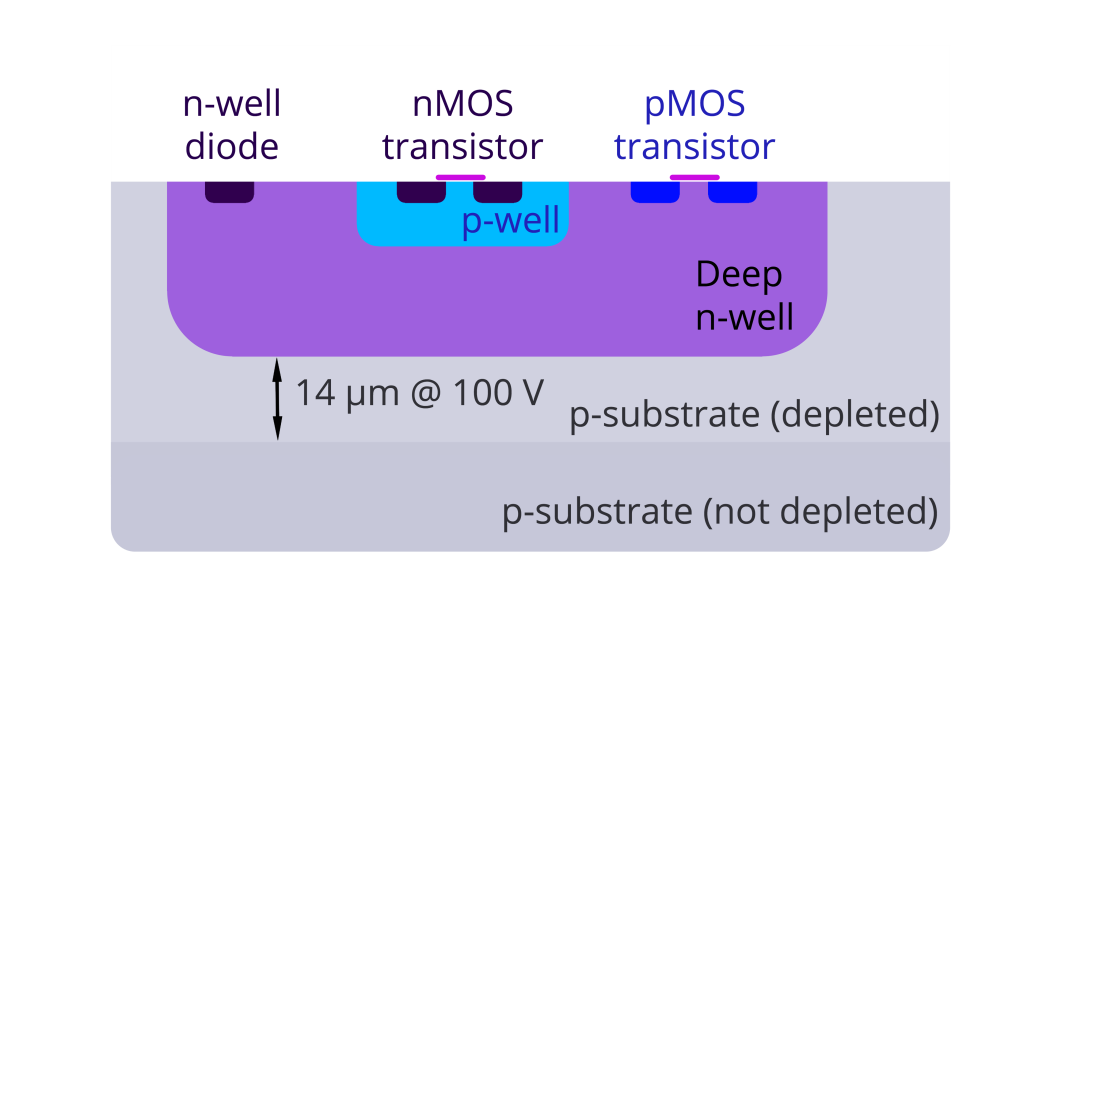 n-well
diode
nMOS
transistor
pMOS
transistor
p-well
Deep
n-well
14 µm @ 100 V
p-substrate (depleted)
p-substrate (not depleted)